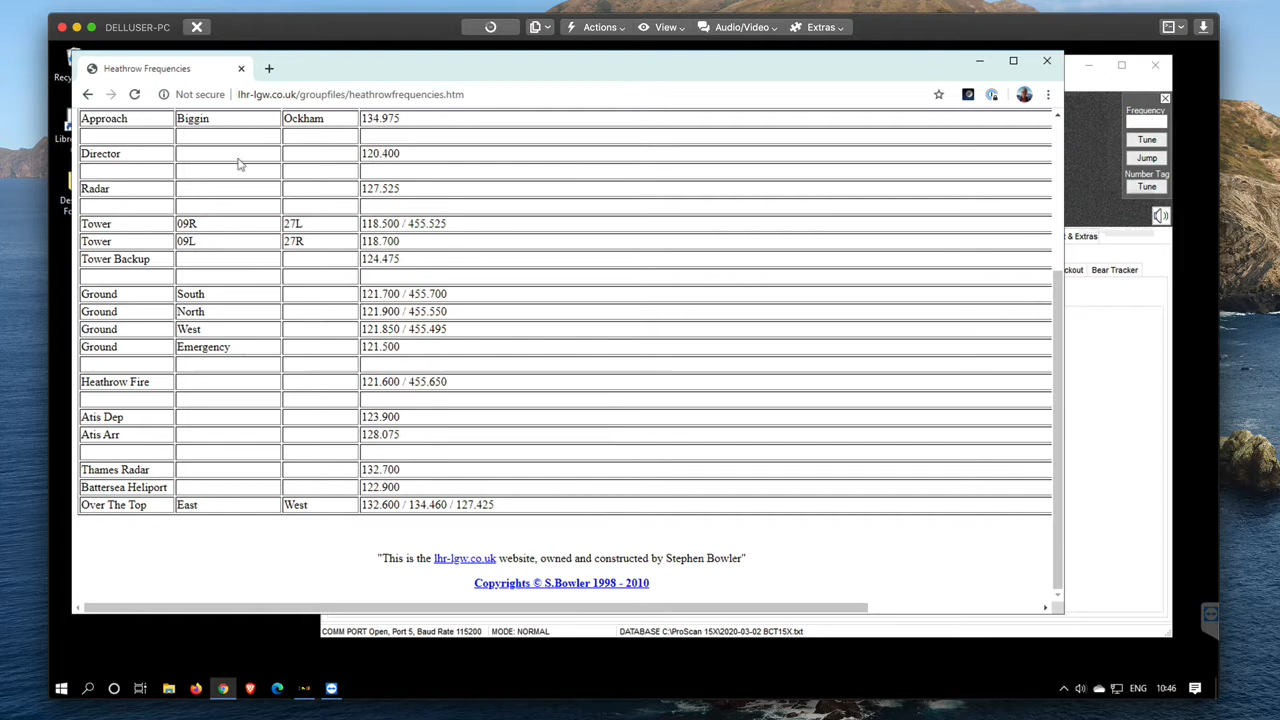 DELLUSER-PC
Actions
View
Audio/Video
Extras
Heathrow Frequencies
Not secure
lhr-lgw.co.uk/groupfiles/heathrowfrequencies.htm
Approach Biggin Ockham 134.975
Director 120.400
Radar 127.525
Tower 09R 27L 118.500 / 455.525
Tower 09L 27R 118.700
Tower Backup 124.475
Ground South 121.700 / 455.700
Ground North 121.900 / 455.550
Ground West 121.850 / 455.495
Ground Emergency 121.500
Heathrow Fire 121.600 / 455.650
Atis Dep 123.900
Atis Arr 128.075
Thames Radar 132.700
Battersea Heliport 122.900
Over The Top East West 132.600 / 134.460 / 127.425
"This is the lhr-lgw.co.uk website, owned and constructed by Stephen Bowler"
Copyrights © S.Bowler 1998 - 2010
Frequency
Tune
Jump
Number Tag
Tune
t & Extras
ckout
Bear Tracker
COMM PORT Open, Port 5, Baud Rate 115200
MODE: NORMAL
DATABASE C:\ProScan 15X\2020-03-02 BCT15X.txt
Recy
Libr
Des
Fo
ENG
10:46